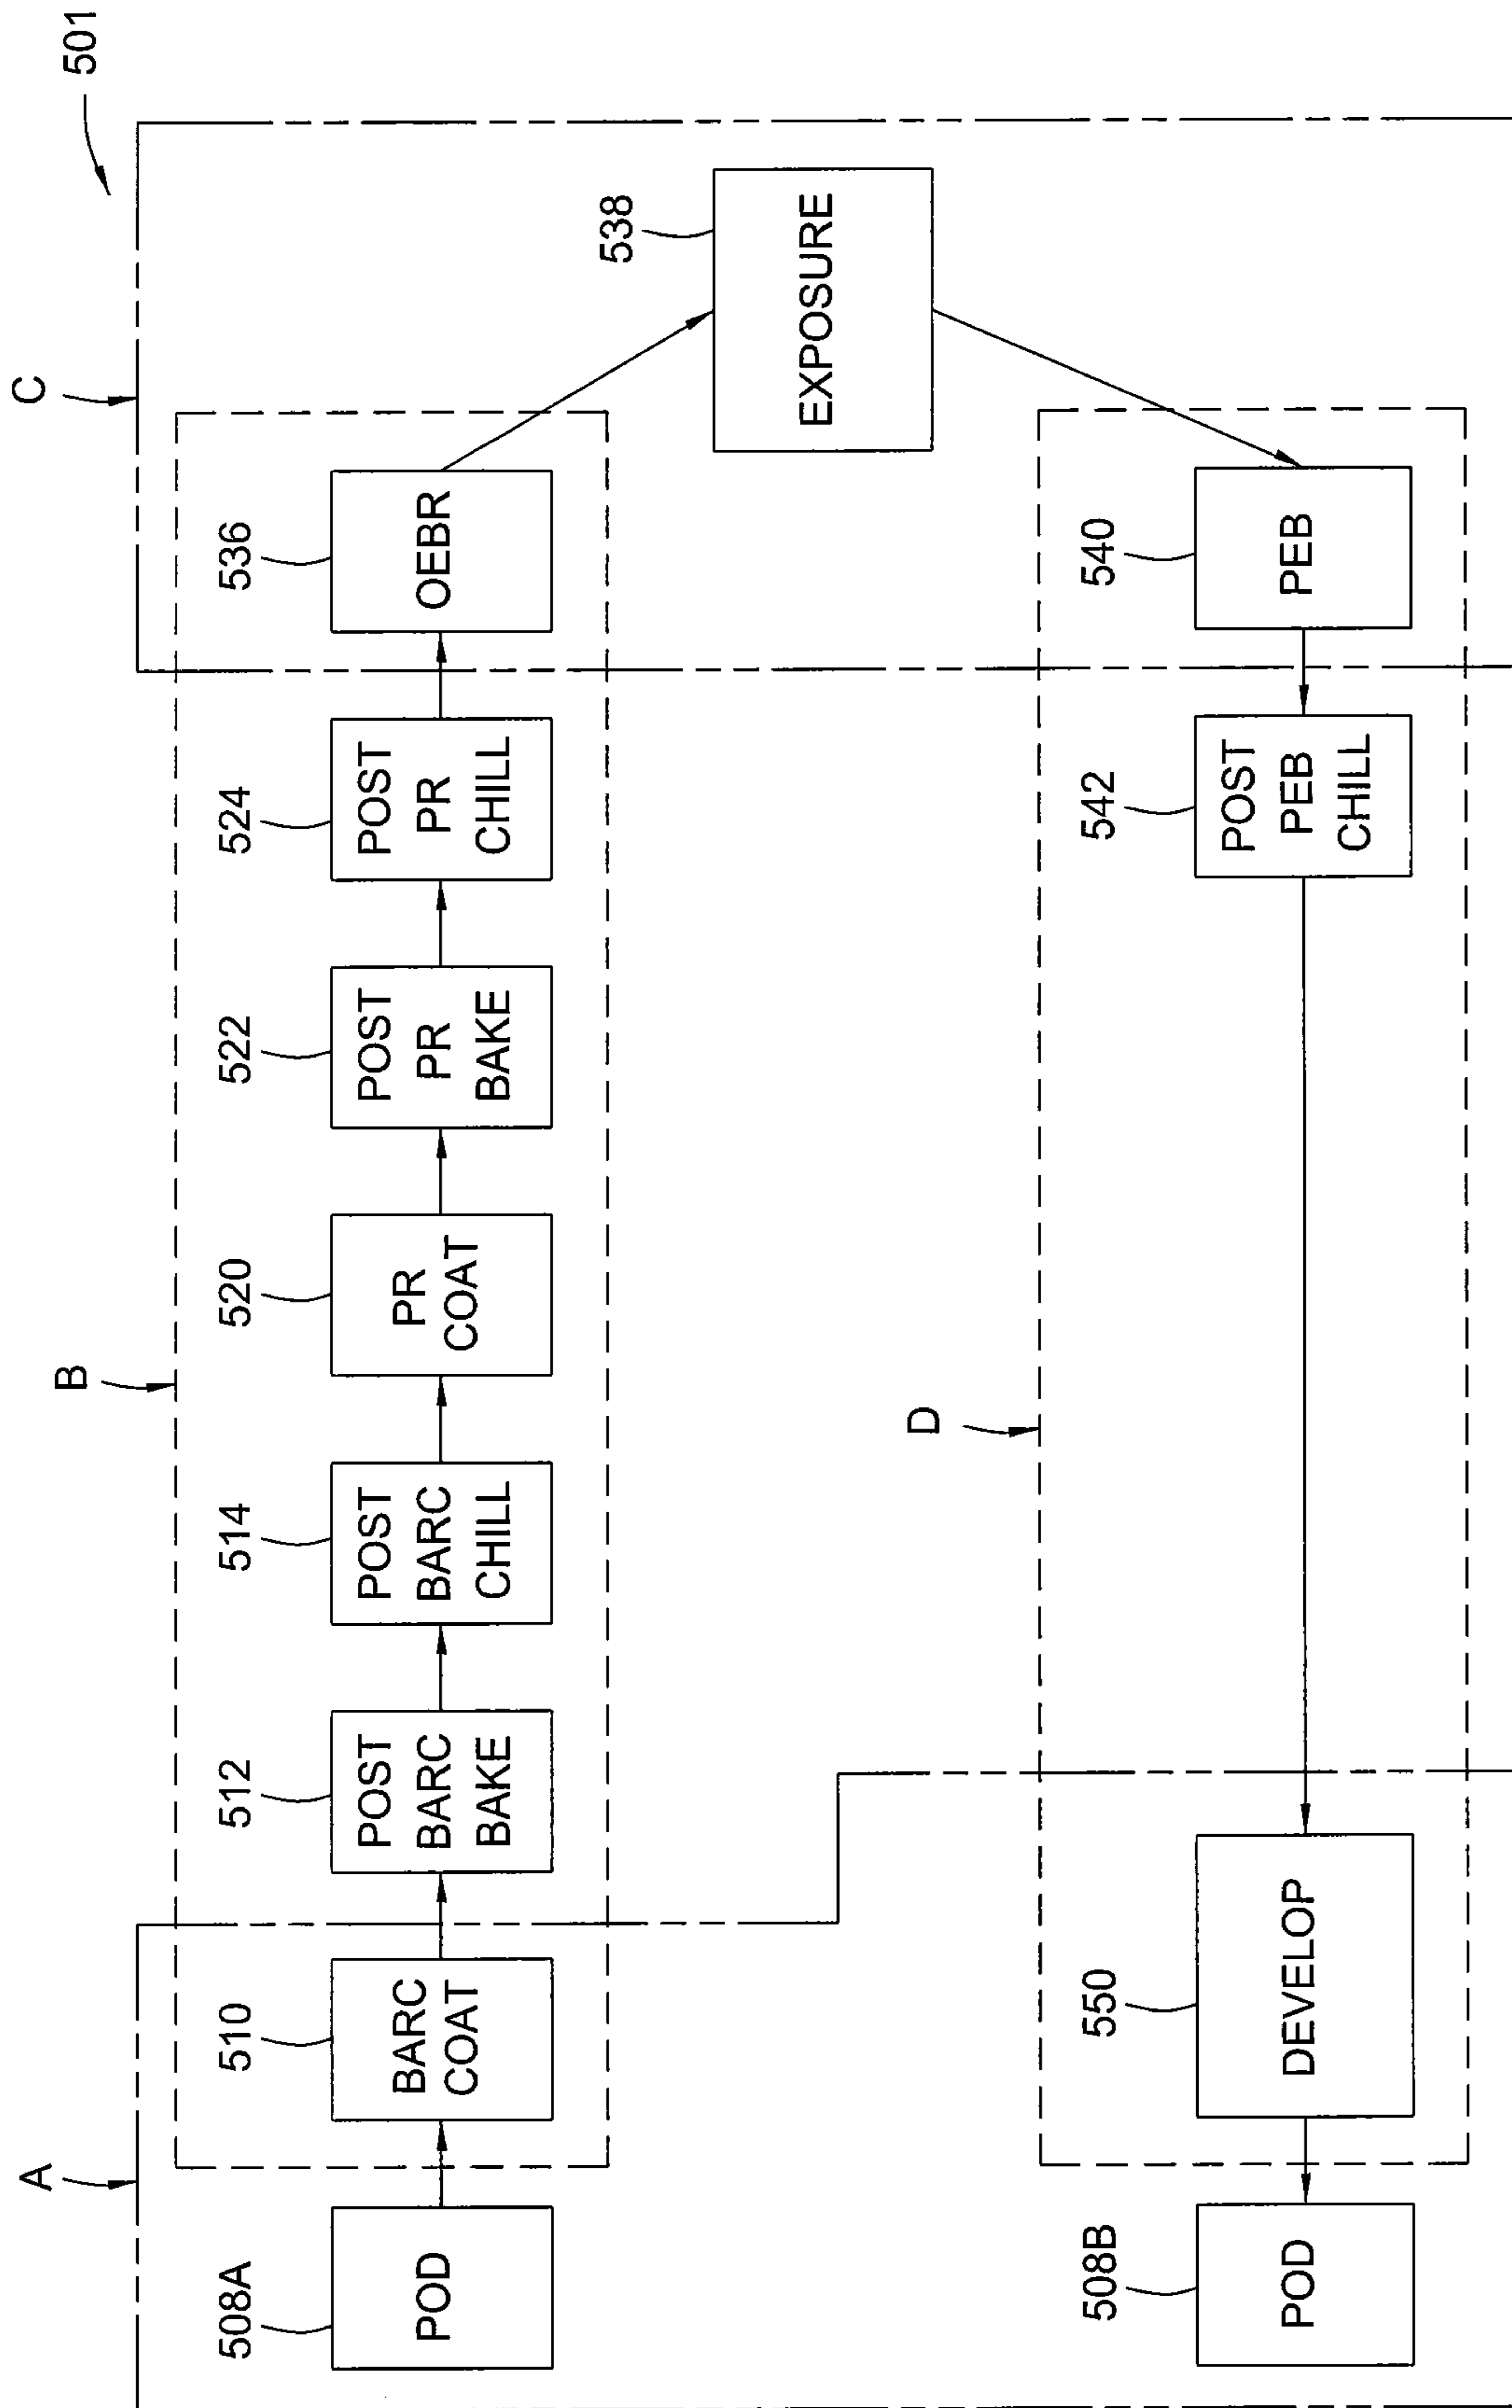 501
C
B
A
508A
510
512
514
520
522
524
536
POD
BARC
COAT
POST
BARC
BAKE
POST
BARC
CHILL
PR
COAT
POST
PR
BAKE
POST
PR
CHILL
OEBR
538
EXPOSURE
D
508B
550
542
540
POD
DEVELOP
POST
PEB
CHILL
PEB